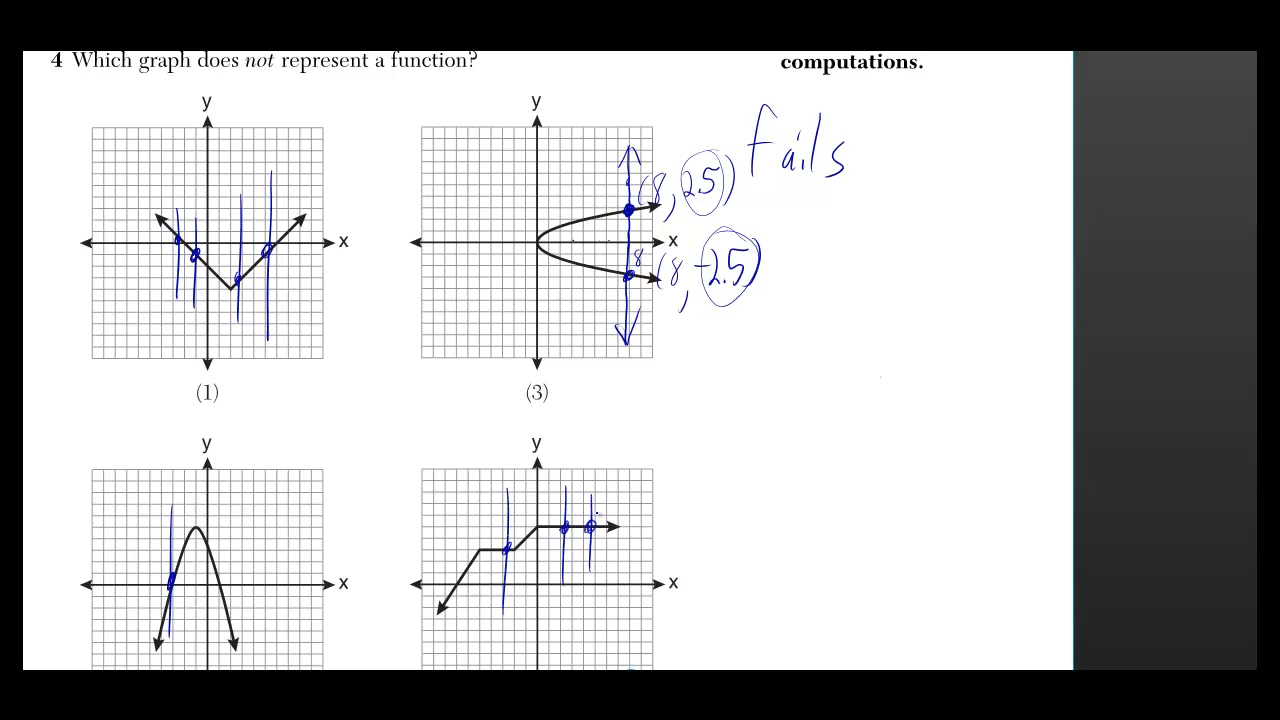 4 Which graph does not represent a function?
computations.
y
x
(1)
y
x
(3)
(8, 2.5)
fails
8
(8, -2.5)
y
x
y
x